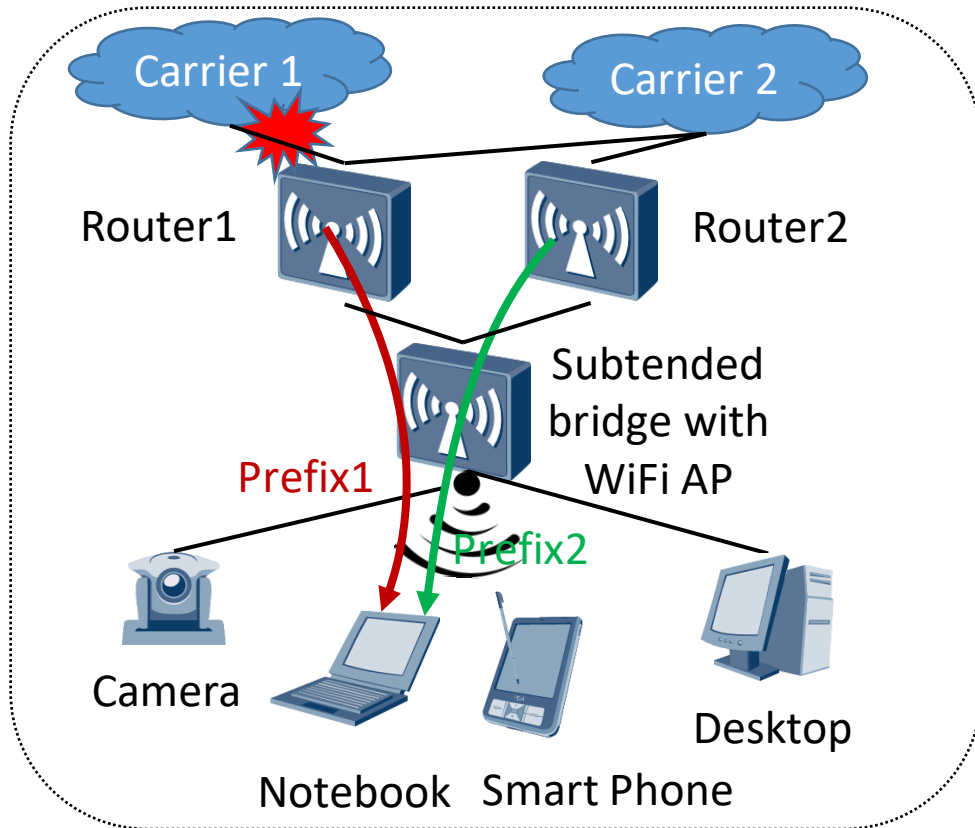 Carrier 1
Carrier 2
Router1
Router2
Subtended
bridge with
WiFi AP
Prefix1
Prefix2
Camera
Desktop
Notebook
Smart Phone